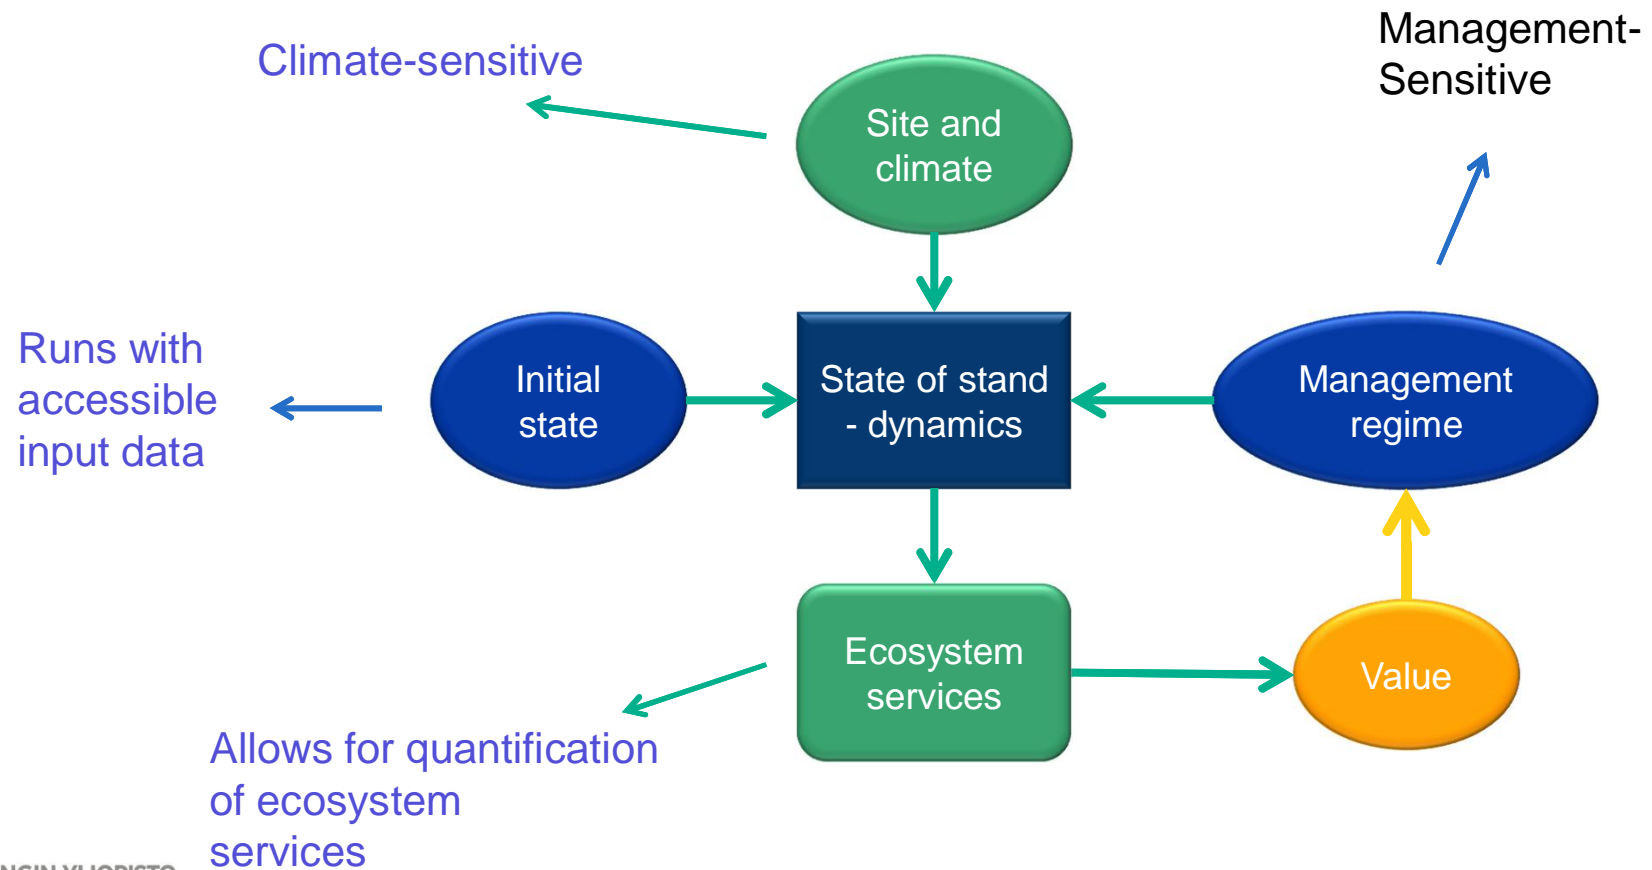 Management-
Sensitive
Climate-sensitive
Site and
climate
Runs with
accessible
input data
Initial
state
State of stand
- dynamics
Management
regime
Ecosystem
services
Value
Allows for quantification
of ecosystem
services
YLIOPISTO